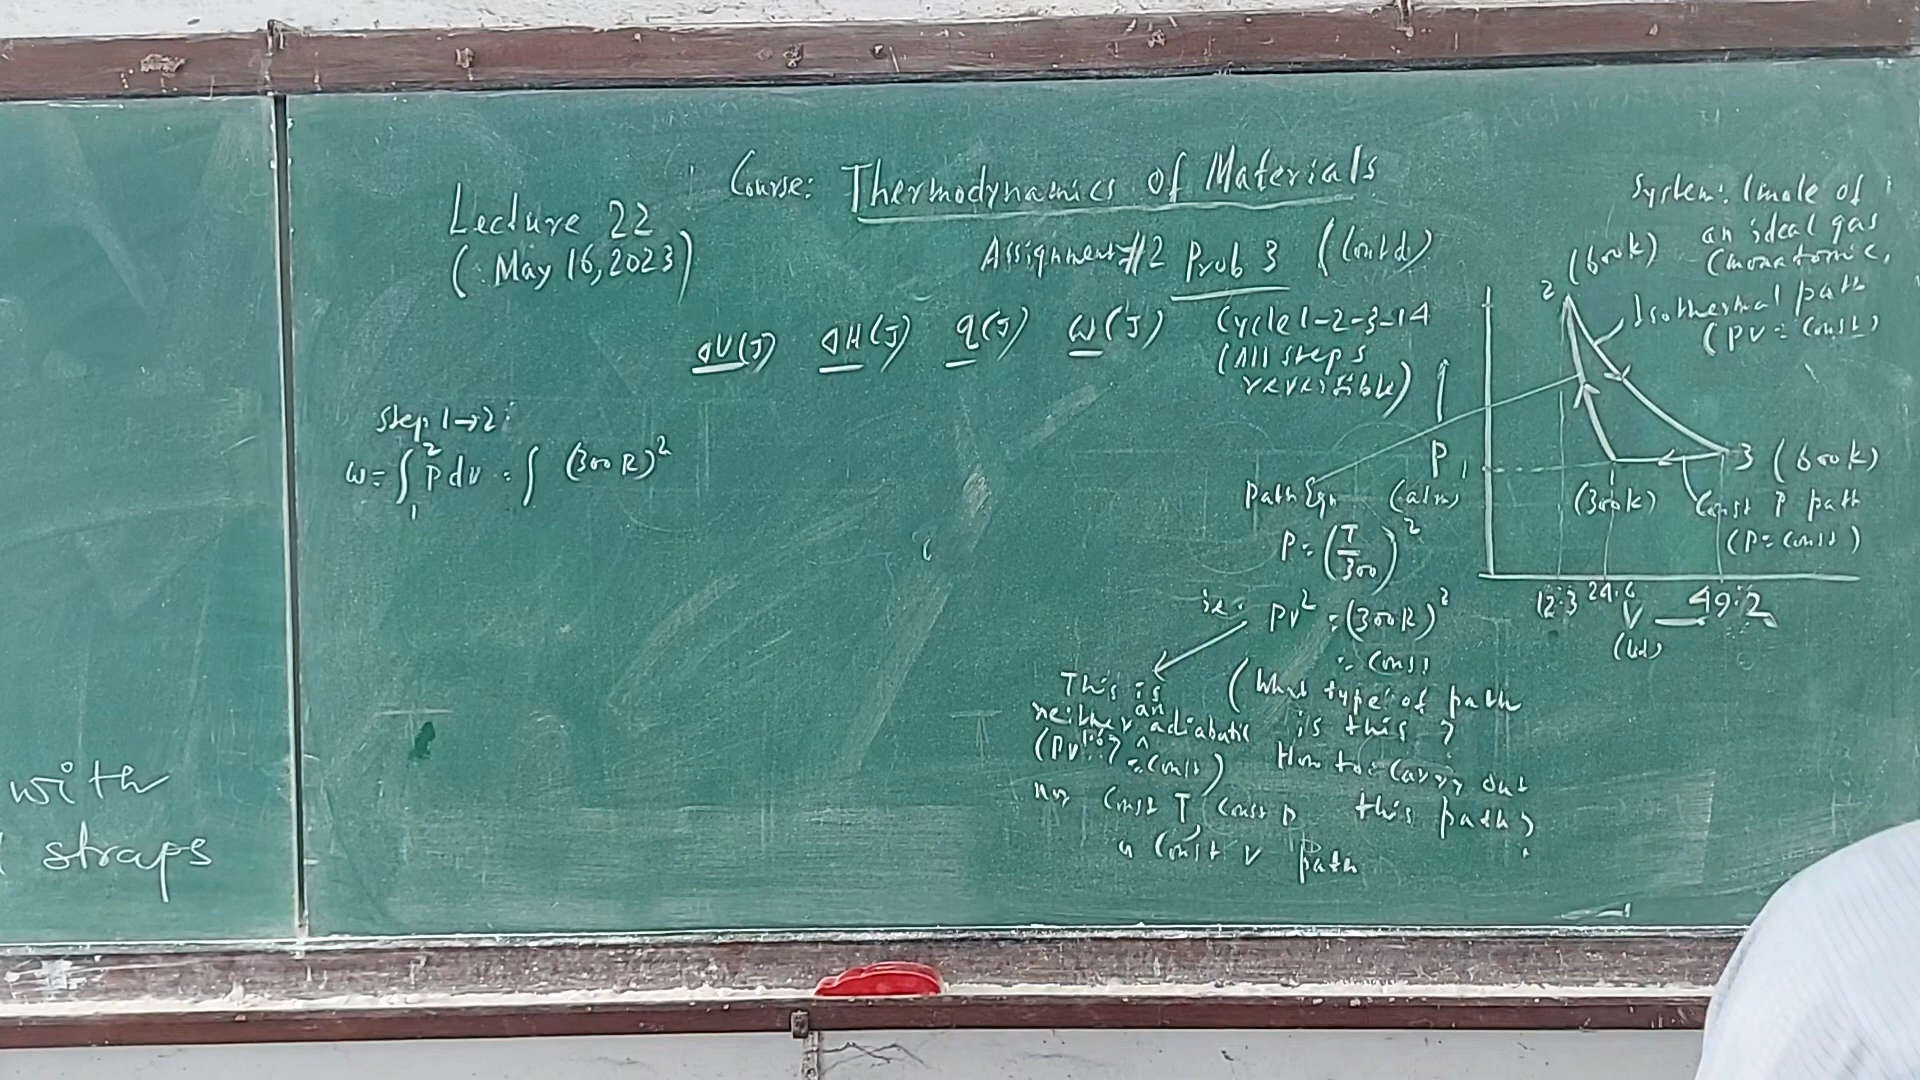 Course: Thermodynamics of Materials
Lecture 22
(May 16, 2023)
Assignment #2 Prob 3 (Contd)
ΔU(J) ΔH(J) q(J) w(J)
Cycle 1-2-3-1
(All steps
reversible)
Step 1→2:
w = ∫₁² P dv = ∫ (300R)²
System: 1 mole of
an ideal gas
(monatomic,
2 (600K)
Isothermal path
(PV = Const)
3 (600K)
1
(300K)
Const P path
(P = Const)
P
(atm)
1
12.3 24.6 49.2
V
(lit)
Path Eqn
P = (T/300)²
ie. PV² = (300R)²
= Const
(What type of path
is this?
How to carry out
this path?
This is
neither an adiabatic
= Const)
nor Const T, Const P
a Const V path
with
straps